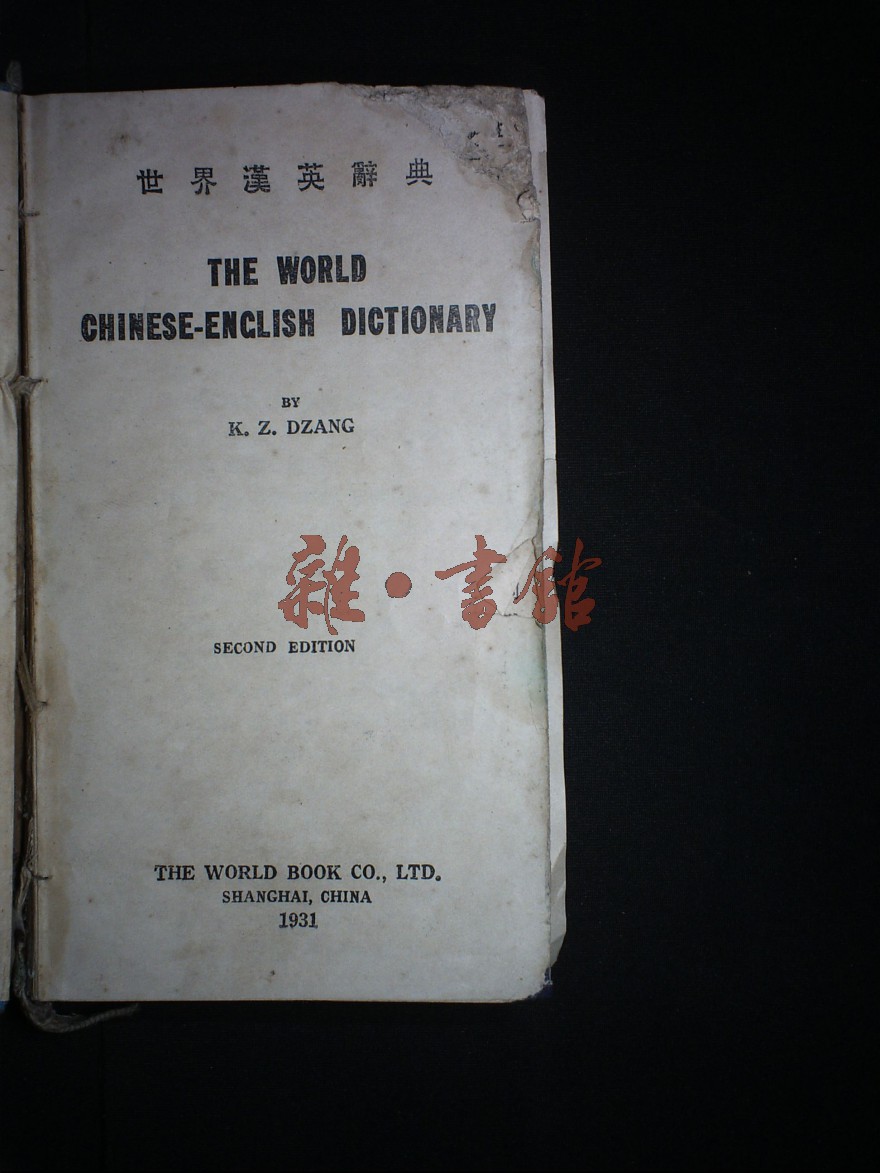 世界漢英辭典
THE WORLD
CHINESE-ENGLISH DICTIONARY
BY
K. Z. DZANG
雜·書館
SECOND EDITION
THE WORLD BOOK CO., LTD.
SHANGHAI, CHINA
1931